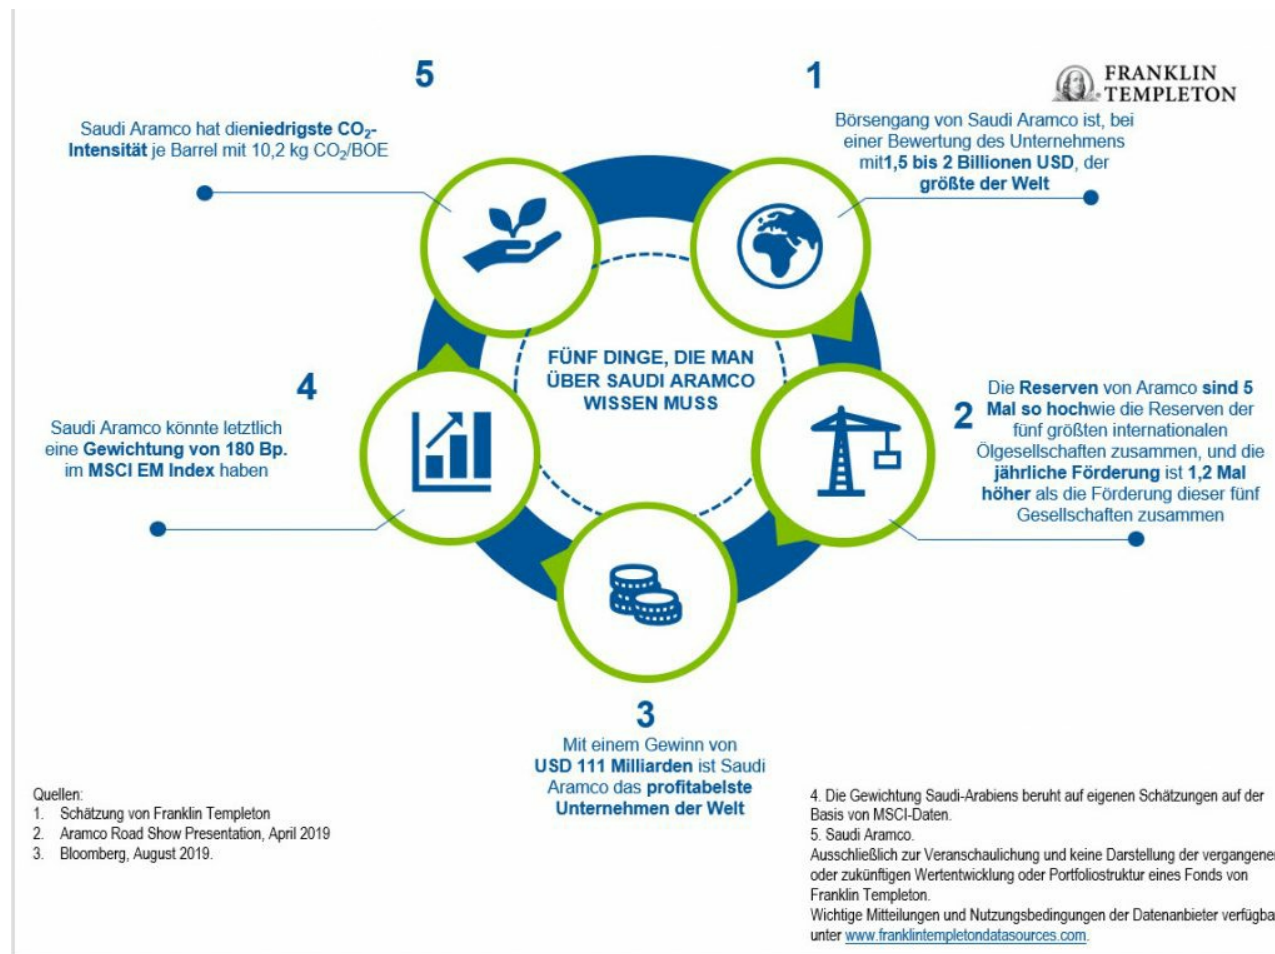 FRANKLIN
TEMPLETON
1
Börsengang von Saudi Aramco ist, bei
einer Bewertung des Unternehmens
mit1,5 bis 2 Billionen USD, der
größte der Welt
2
Die Reserven von Aramco sind 5
Mal so hochwie die Reserven der
fünf größten internationalen
Ölgesellschaften zusammen, und die
jährliche Förderung ist 1,2 Mal
höher als die Förderung dieser fünf
Gesellschaften zusammen
3
Mit einem Gewinn von
USD 111 Milliarden ist Saudi
Aramco das profitabelste
Unternehmen der Welt
4
Saudi Aramco könnte letztlich
eine Gewichtung von 180 Bp.
im MSCI EM Index haben
5
Saudi Aramco hat dieniedrigste CO₂-
Intensität je Barrel mit 10,2 kg CO₂/BOE
FÜNF DINGE, DIE MAN
ÜBER SAUDI ARAMCO
WISSEN MUSS
Quellen:
1. Schätzung von Franklin Templeton
2. Aramco Road Show Presentation, April 2019
3. Bloomberg, August 2019.
4. Die Gewichtung Saudi-Arabiens beruht auf eigenen Schätzungen auf der
Basis von MSCI-Daten.
5. Saudi Aramco.
Ausschließlich zur Veranschaulichung und keine Darstellung der vergangene
oder zukünftigen Wertentwicklung oder Portfoliostruktur eines Fonds von
Franklin Templeton.
Wichtige Mitteilungen und Nutzungsbedingungen der Datenanbieter verfügba
unter www.franklintempletondatasources.com.